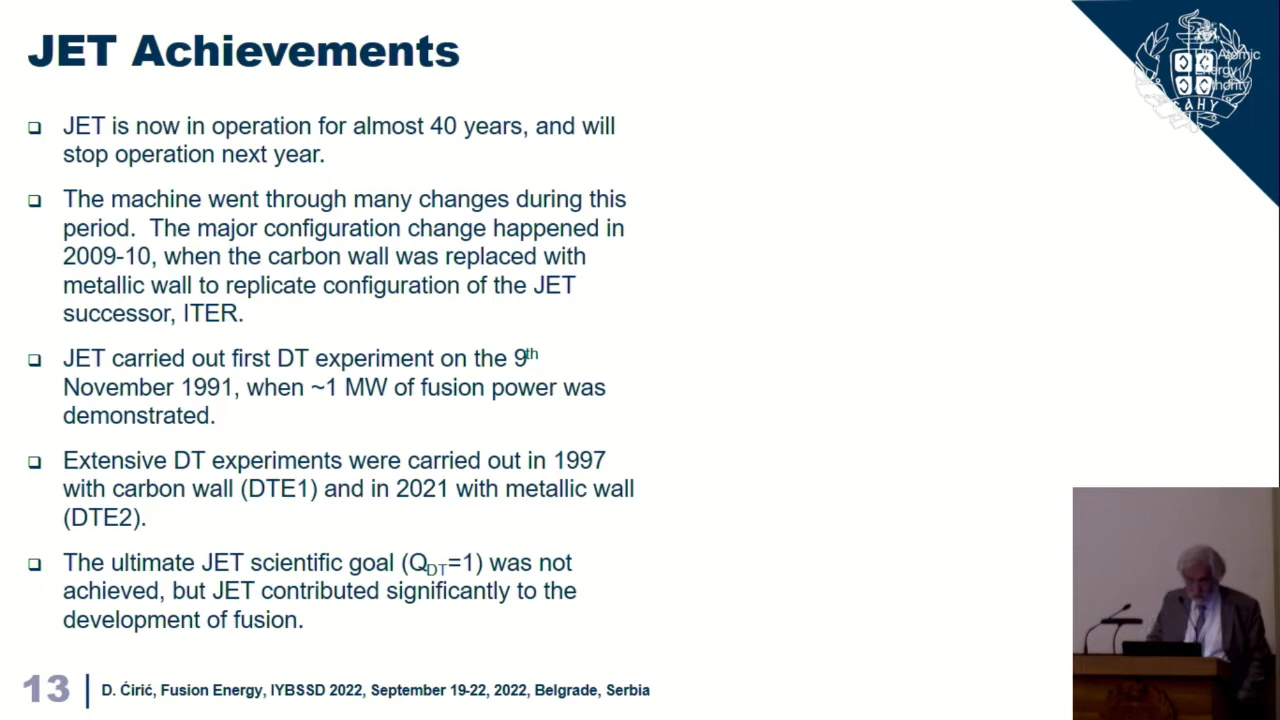 JET Achievements
JET is now in operation for almost 40 years, and will
stop operation next year.
The machine went through many changes during this
period. The major configuration change happened in
2009-10, when the carbon wall was replaced with
metallic wall to replicate configuration of the JET
successor, ITER.
JET carried out first DT experiment on the 9th
November 1991, when ~1 MW of fusion power was
demonstrated.
Extensive DT experiments were carried out in 1997
with carbon wall (DTE1) and in 2021 with metallic wall
(DTE2).
The ultimate JET scientific goal (QDT=1) was not
achieved, but JET contributed significantly to the
development of fusion.
13
D. Ćirić, Fusion Energy, IYBSSD 2022, September 19-22, 2022, Belgrade, Serbia
Atomic
Energy
Authority
САНУ